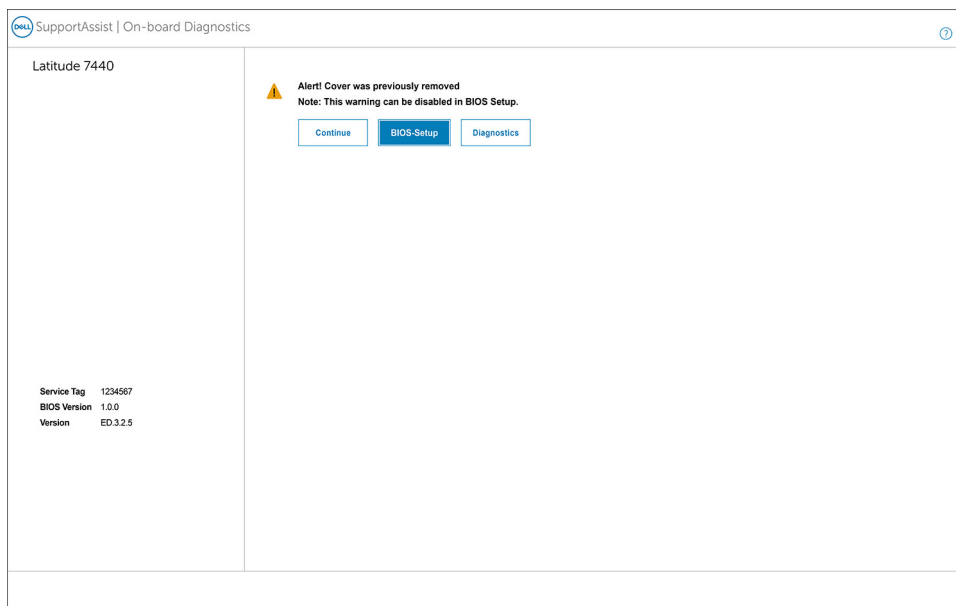 DELL SupportAssist | On-board Diagnostics
?
Latitude 7440
Alert! Cover was previously removed
Note: This warning can be disabled in BIOS Setup.
Continue BIOS-Setup Diagnostics
Service Tag 1234567
BIOS Version 1.0.0
Version ED.3.2.5